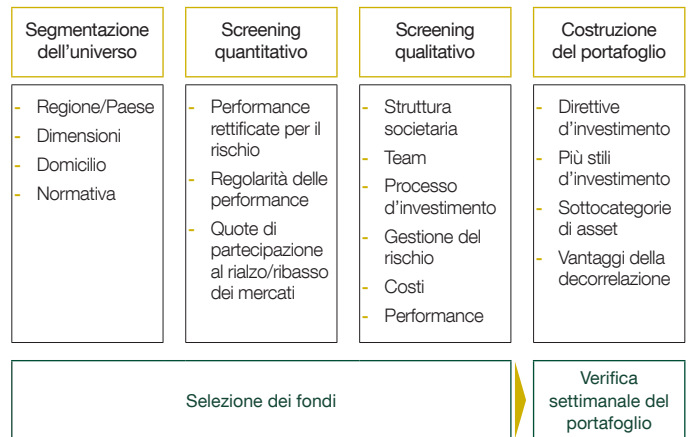 Segmentazione
dell'universo
- Regione/Paese
- Dimensioni
- Domicilio
- Normativa
Screening
quantitativo
- Performance
rettificate per il
rischio
- Regolarità delle
performance
- Quote di
partecipazione
al rialzo/ribasso
dei mercati
Screening
qualitativo
- Struttura
societaria
- Team
- Processo
d'investimento
- Gestione del
rischio
- Costi
- Performance
Costruzione
del portafoglio
- Direttive
d'investimento
- Più stili
d'investimento
- Sottocategorie
di asset
- Vantaggi della
decorrelazione
Selezione dei fondi
Verifica
settimanale del
portafoglio